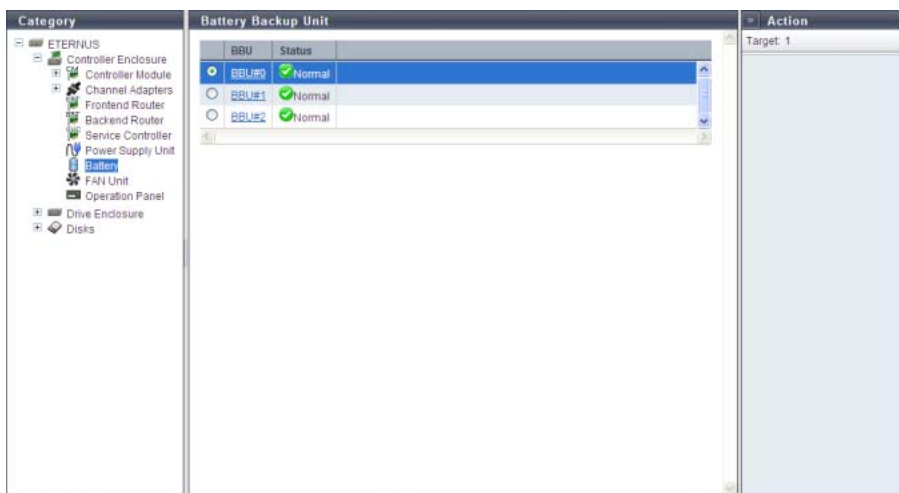 Category
ETERNUS
Controller Enclosure
Controller Module
Channel Adapters
Frontend Router
Backend Router
Service Controller
Power Supply Unit
Battery
FAN Unit
Operation Panel
Drive Enclosure
Disks
Battery Backup Unit
BBU Status
BBU#0 Normal
BBU#1 Normal
BBU#2 Normal
Action
Target: 1